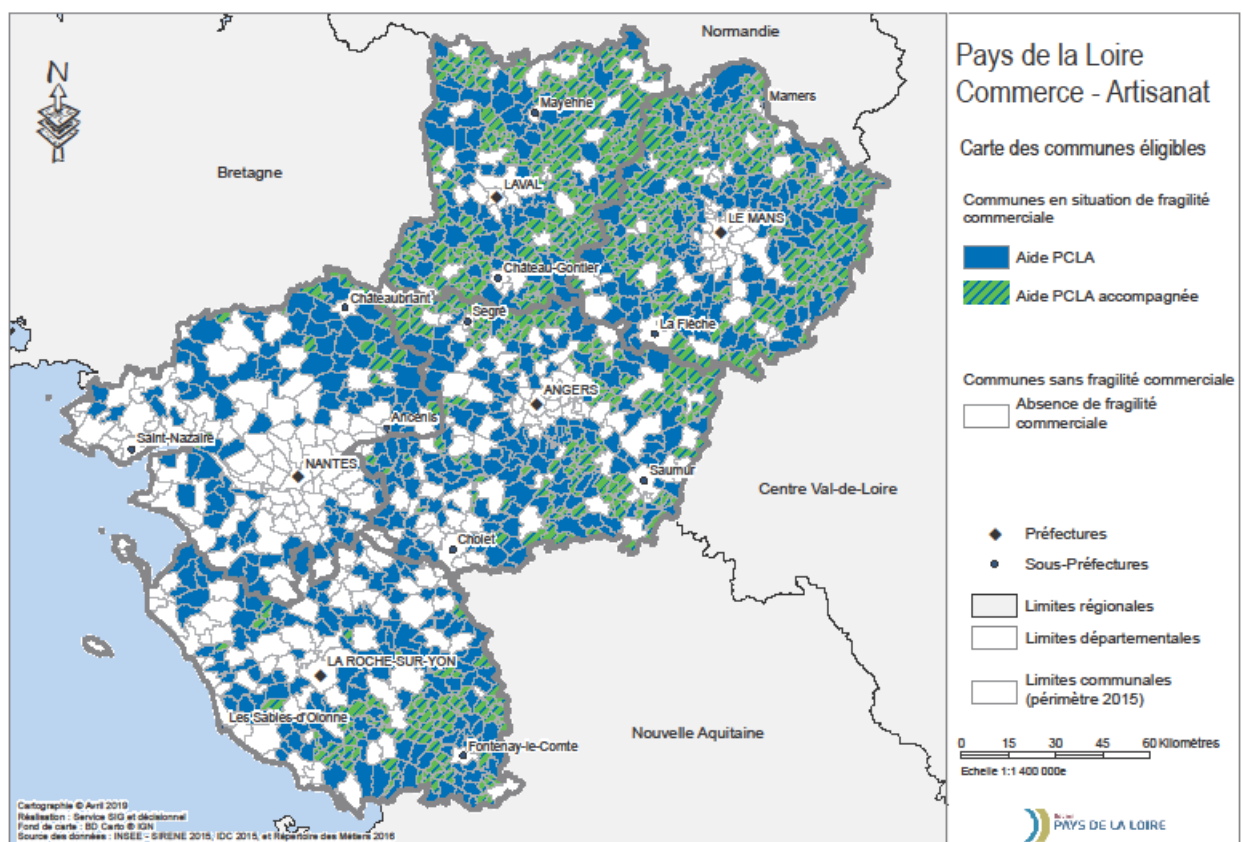 Normandie
Bretagne
N
Mayenne
Mamers
LAVAL
LE MANS
Château-Gontier
Châteaubriant
Segré
La Flèche
ANGERS
Ancenis
Saint-Nazaire
NANTES
Saumur
Centre Val-de-Loire
Cholet
LA ROCHE-SUR-YON
Les Sables-d'Olonne
Fontenay-le-Comte
Nouvelle Aquitaine
Cartographie © Avril 2019
Réalisation : Service SIG et décisionnel
Fond de carte : BD Carto ® IGN
Source des données : INSEE - SIRENE 2015, IDC 2015, et Répertoire des Métiers 2016
Pays de la Loire
Commerce - Artisanat
Carte des communes éligibles
Communes en situation de fragilité
commerciale
Aide PCLA
Aide PCLA accompagnée
Communes sans fragilité commerciale
Absence de fragilité
commerciale
Préfectures
Sous-Préfectures
Limites régionales
Limites départementales
Limites communales
(périmètre 2015)
0 15 30 45 60 Kilomètres
Echelle 1:1 400 000e
PAYS DE LA LOIRE